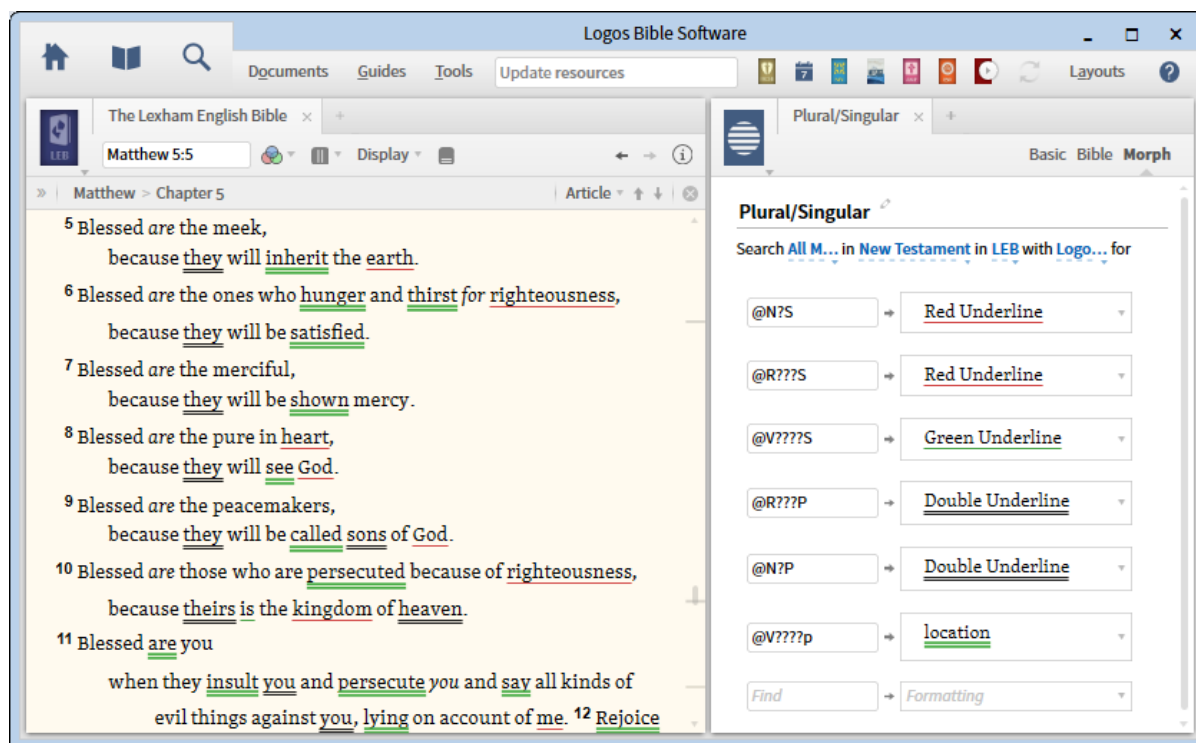 Logos Bible Software
Documents Guides Tools Update resources Layouts
7
LEB
The Lexham English Bible
Matthew 5:5 Display
Matthew > Chapter 5 Article
5 Blessed are the meek,
because they will inherit the earth.
6 Blessed are the ones who hunger and thirst for righteousness,
because they will be satisfied.
7 Blessed are the merciful,
because they will be shown mercy.
8 Blessed are the pure in heart,
because they will see God.
9 Blessed are the peacemakers,
because they will be called sons of God.
10 Blessed are those who are persecuted because of righteousness,
because theirs is the kingdom of heaven.
11 Blessed are you
when they insult you and persecute you and say all kinds of
evil things against you, lying on account of me. 12 Rejoice
Plural/Singular
Basic Bible Morph
Plural/Singular
Search All M... in New Testament in LEB with Logo... for
@N?S Red Underline
@R???S Red Underline
@V????S Green Underline
@R???P Double Underline
@N?P Double Underline
@V????p location
Find Formatting